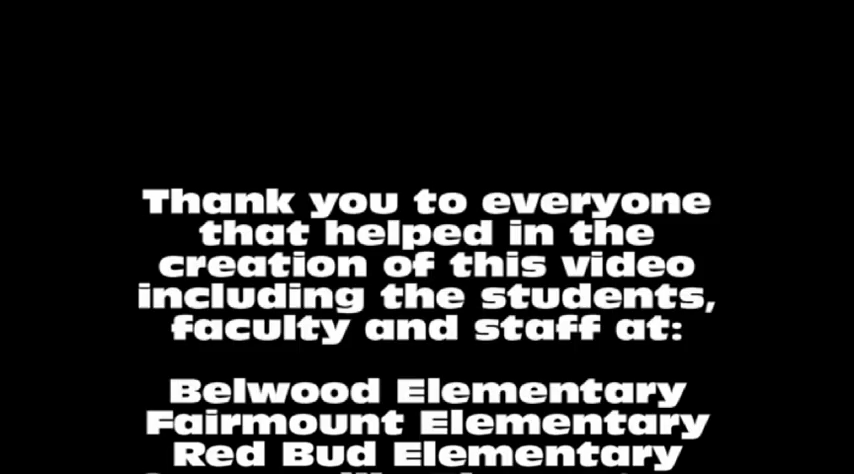 Thank you to everyone
that helped in the
creation of this video
including the students,
faculty and staff at:
Belwood Elementary
Fairmount Elementary
Red Bud Elementary